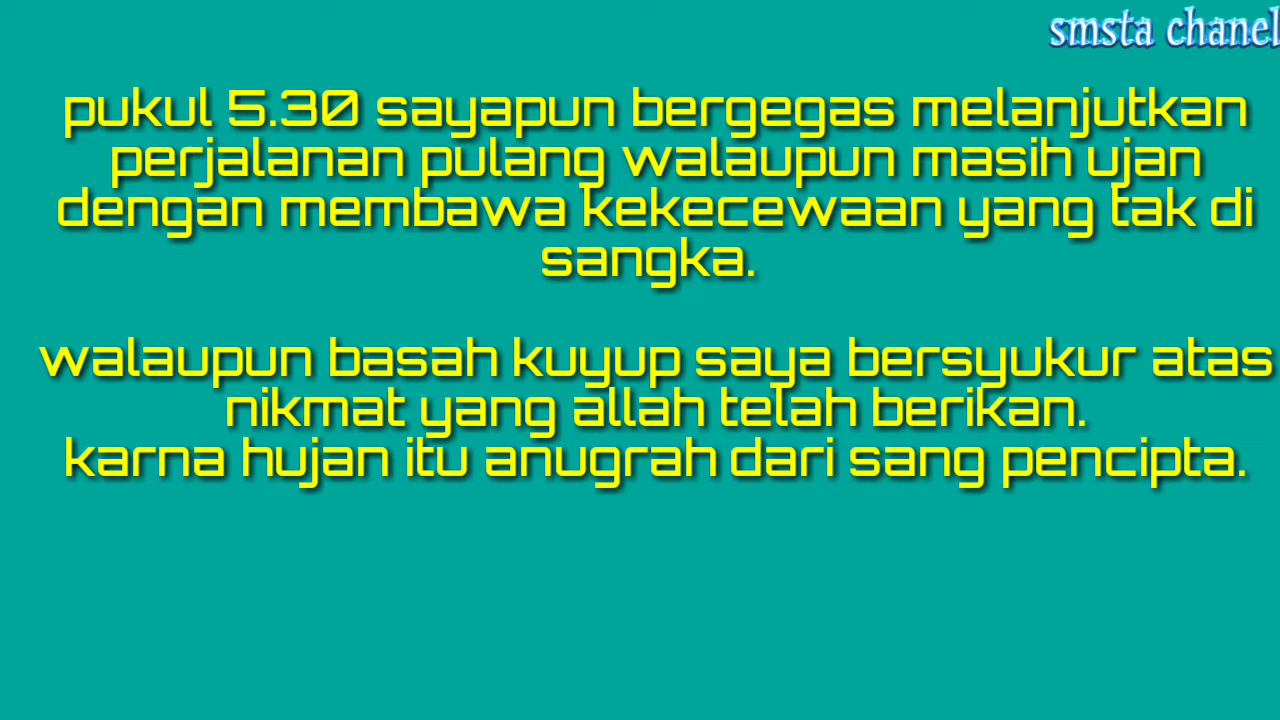 smsta chanel
pukul 5.30 sayapun bergegas melanjutkan
perjalanan pulang walaupun masih ujan
dengan membawa kekecewaan yang tak di
sangka.
walaupun basah kuyup saya bersyukur atas
nikmat yang allah telah berikan.
karna hujan itu anugrah dari sang pencipta.